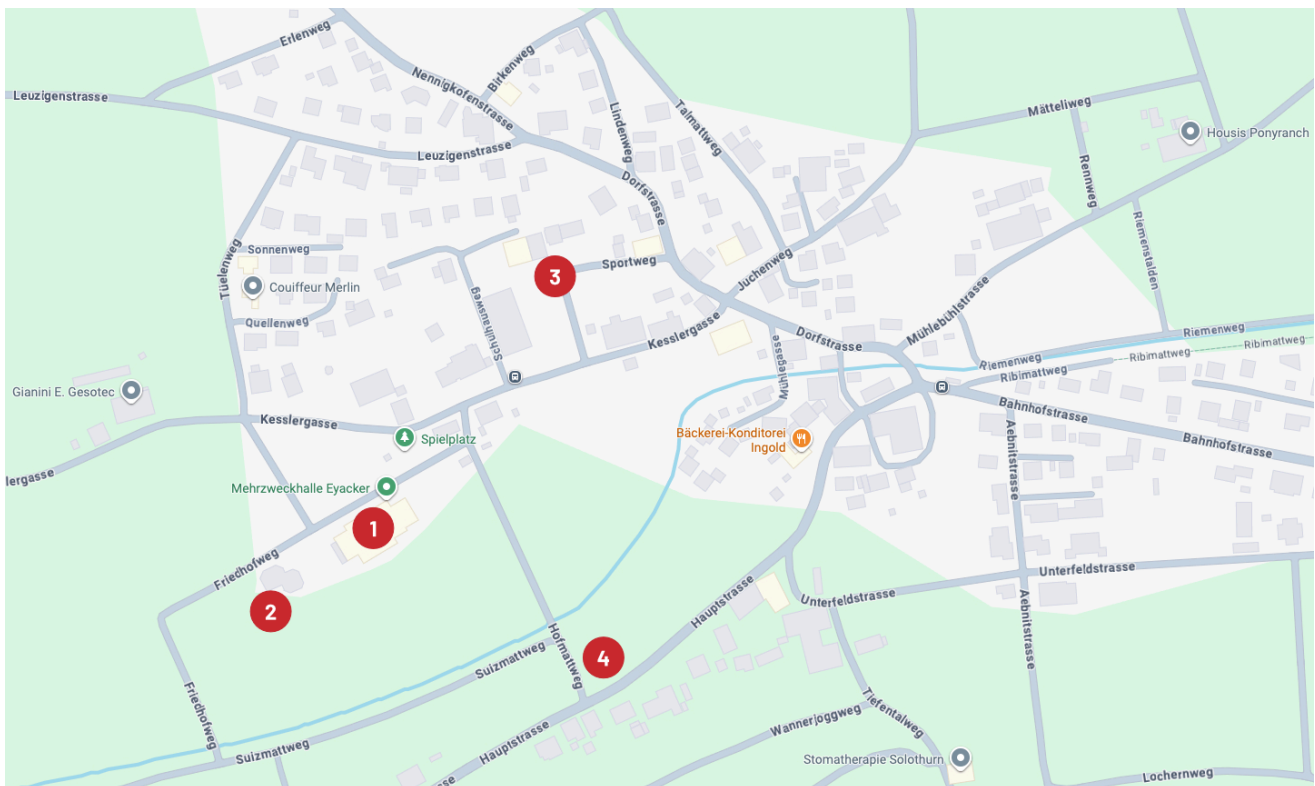 Erlenweg
Birkenweg
Nennigkofenstrasse
Leuzigenstrasse
Lindenweg
Talmattweg
Mätteliweg
Housis Ponyranch
Leuzigenstrasse
Rennweg
Dorfstrasse
Riemenstalden
Sonnenweg
Tüelenweg
Sportweg
3
Juchenweg
Couiffeur Merlin
Quellenweg
Schulhausweg
Kesslergasse
Mühlebühlstrasse
Dorfstrasse
Riemenweg
Ribimattweg
Ribimattweg
Riemenweg
Ribimattweg
Mühlegasse
Gianini E. Gesotec
Kesslergasse
Bahnhofstrasse
Spielplatz
Bäckerei-Konditorei
Ingold
Bahnhofstrasse
Aebnitstrasse
lergasse
Mehrzweckhalle Eyacker
1
Friedhofweg
2
Hauptstrasse
Unterfeldstrasse
Unterfeldstrasse
Aebnitstrasse
Hofmattweg
4
Suizmattweg
Friedhofweg
Tiefentalweg
Wannerjoggweg
Hauptstrasse
Suizmattweg
Stomatherapie Solothurn
Lochernweg
sse